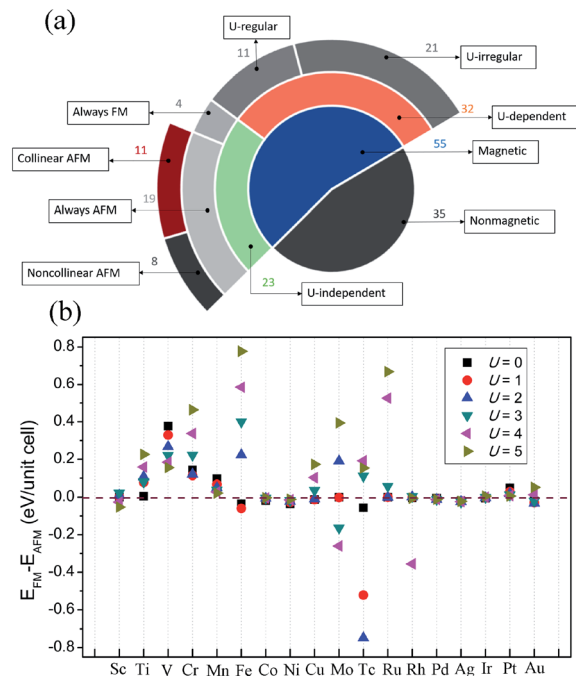 (a)
U-regular
11
21
U-irregular
Always FM
4
32
U-dependent
Collinear AFM
11
55
Magnetic
Always AFM
19
35
Nonmagnetic
Noncollinear AFM
8
23
U-independent
(b)
E_FM-E_AFM (eV/unit cell)
0.8
0.6
0.4
0.2
0.0
-0.2
-0.4
-0.6
-0.8
U = 0
U = 1
U = 2
U = 3
U = 4
U = 5
Sc Ti V Cr Mn Fe Co Ni Cu Mo Tc Ru Rh Pd Ag Ir Pt Au